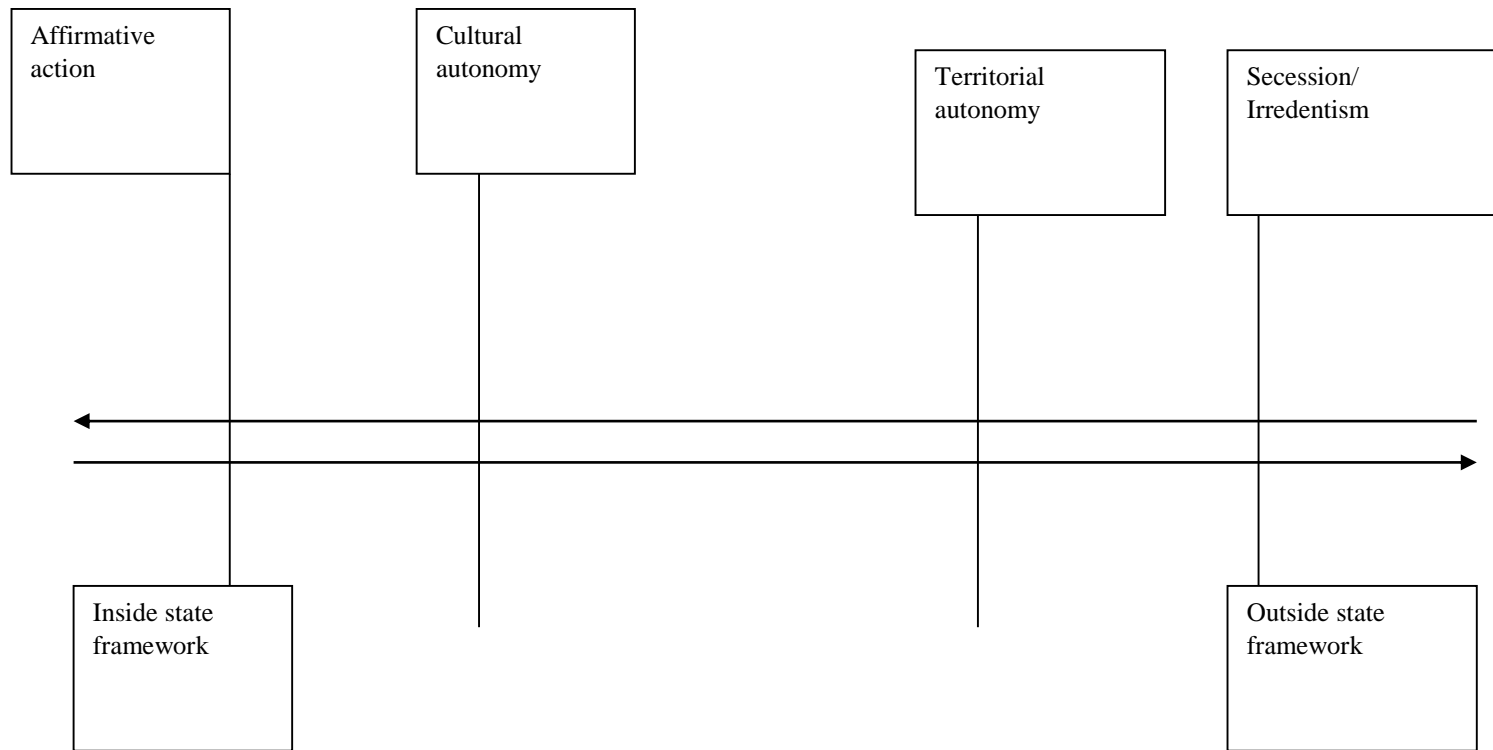 Affirmative
action
Cultural
autonomy
Territorial
autonomy
Secession/
Irredentism
Inside state
framework
Outside state
framework